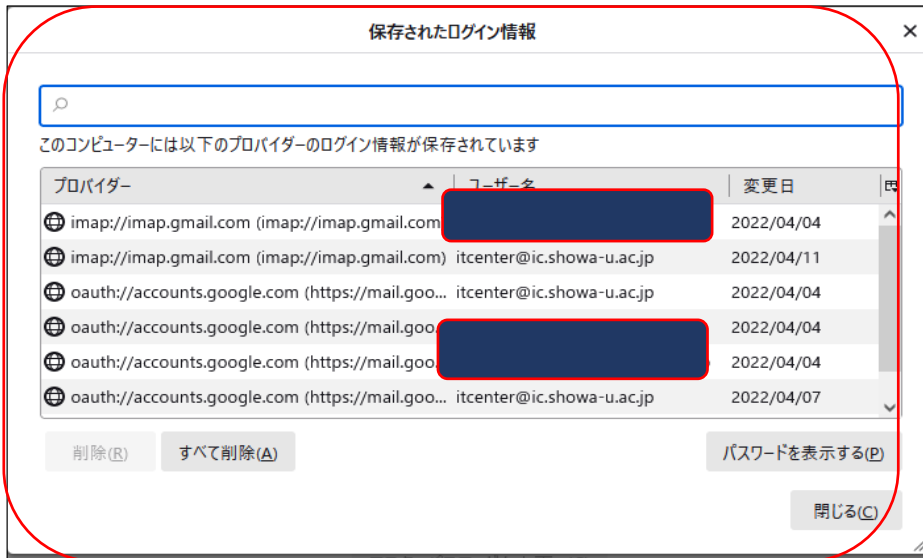 保存されたログイン情報
このコンピューターには以下のプロバイダーのログイン情報が保存されています
プロバイダー ユーザー名 変更日
imap://imap.gmail.com (imap://imap.gmail.com 2022/04/04
imap://imap.gmail.com (imap://imap.gmail.com) itcenter@ic.showa-u.ac.jp 2022/04/11
oauth://accounts.google.com (https://mail.goo... itcenter@ic.showa-u.ac.jp 2022/04/04
oauth://accounts.google.com (https://mail.goo. 2022/04/04
oauth://accounts.google.com (https://mail.goo. 2022/04/04
oauth://accounts.google.com (https://mail.goo... itcenter@ic.showa-u.ac.jp 2022/04/07
削除(R) すべて削除(A) パスワードを表示する(P)
閉じる(C)